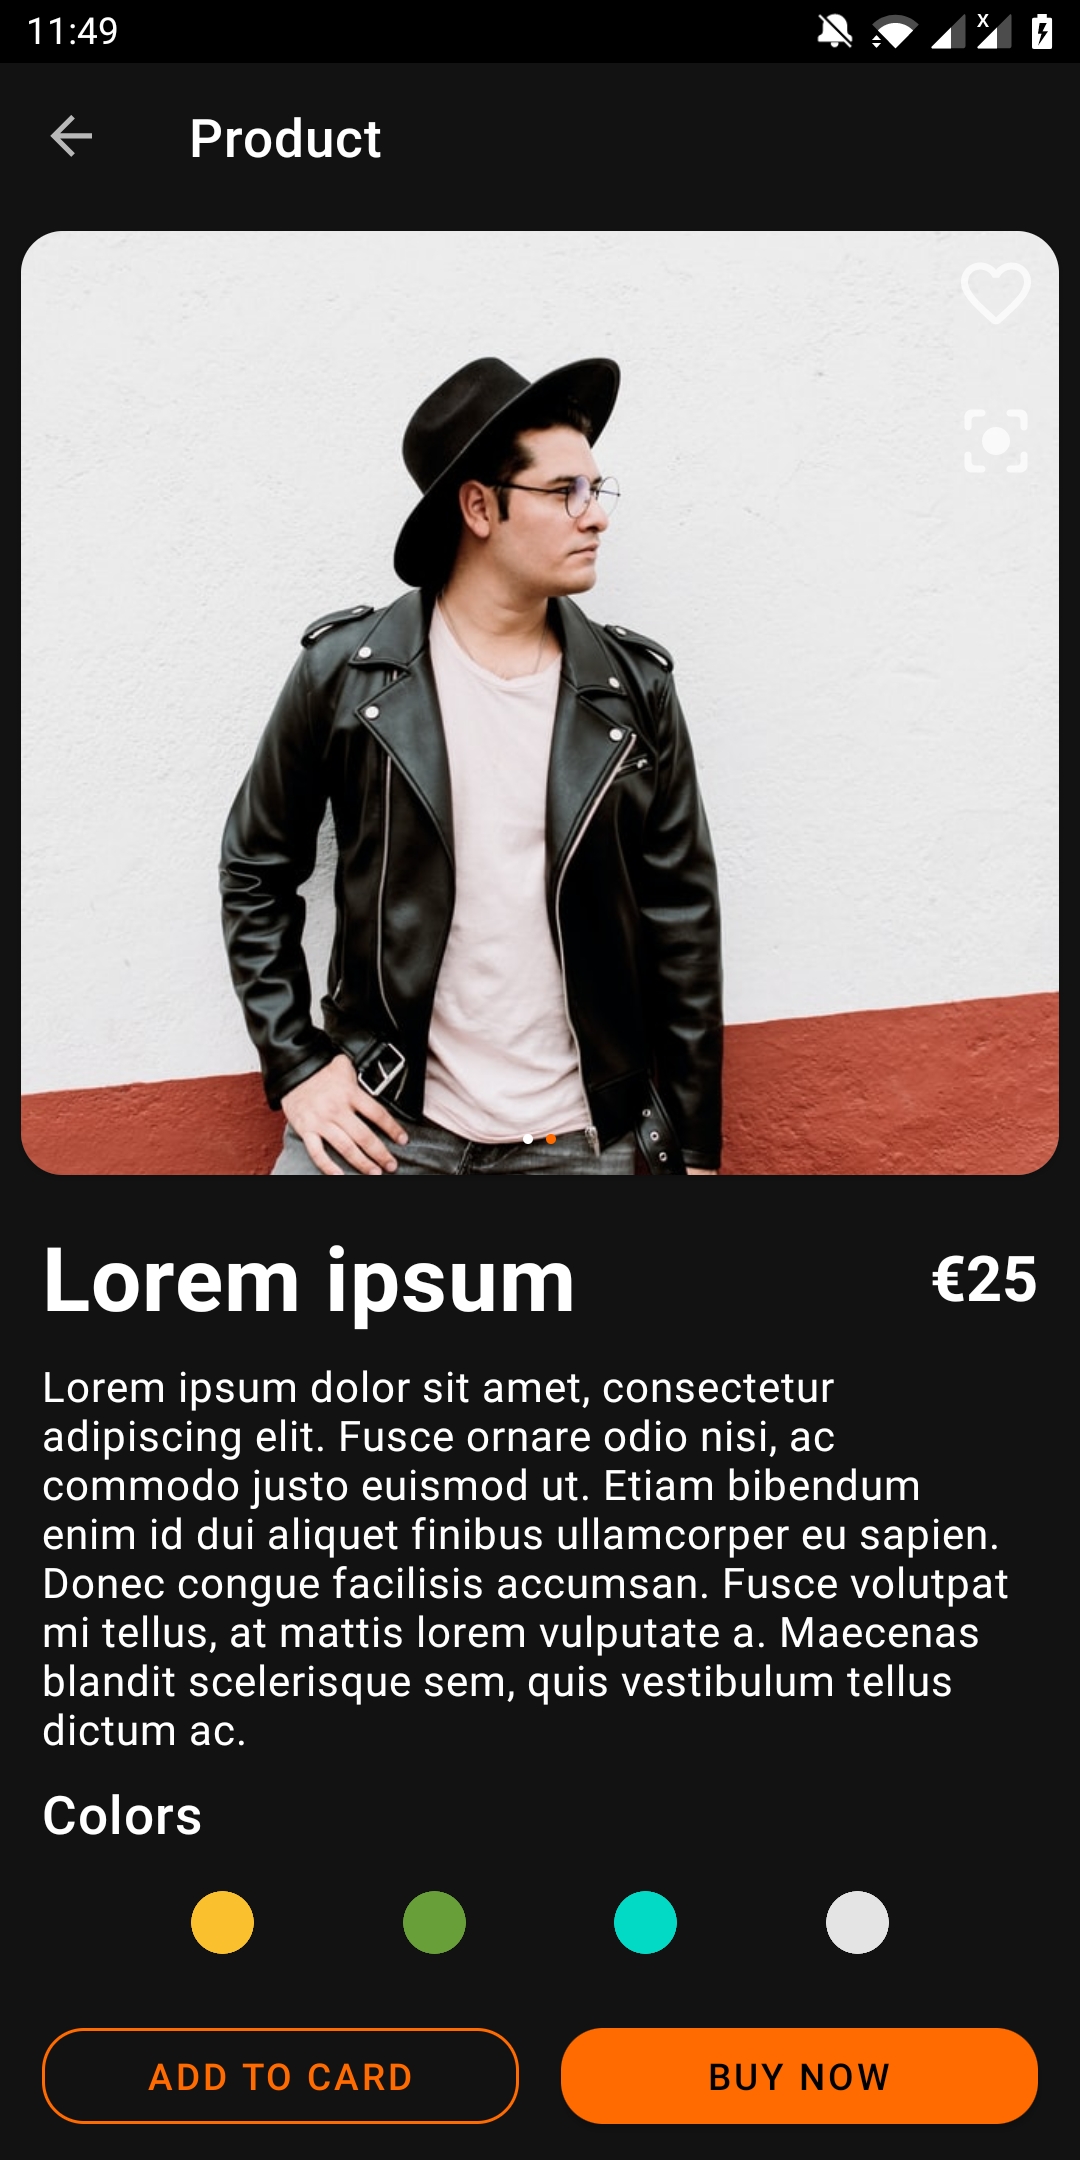 11:49
Product
Lorem ipsum
€25
Lorem ipsum dolor sit amet, consectetur
adipiscing elit. Fusce ornare odio nisi, ac
commodo justo euismod ut. Etiam bibendum
enim id dui aliquet finibus ullamcorper eu sapien.
Donec congue facilisis accumsan. Fusce volutpat
mi tellus, at mattis lorem vulputate a. Maecenas
blandit scelerisque sem, quis vestibulum tellus
dictum ac.
Colors
ADD TO CARD
BUY NOW